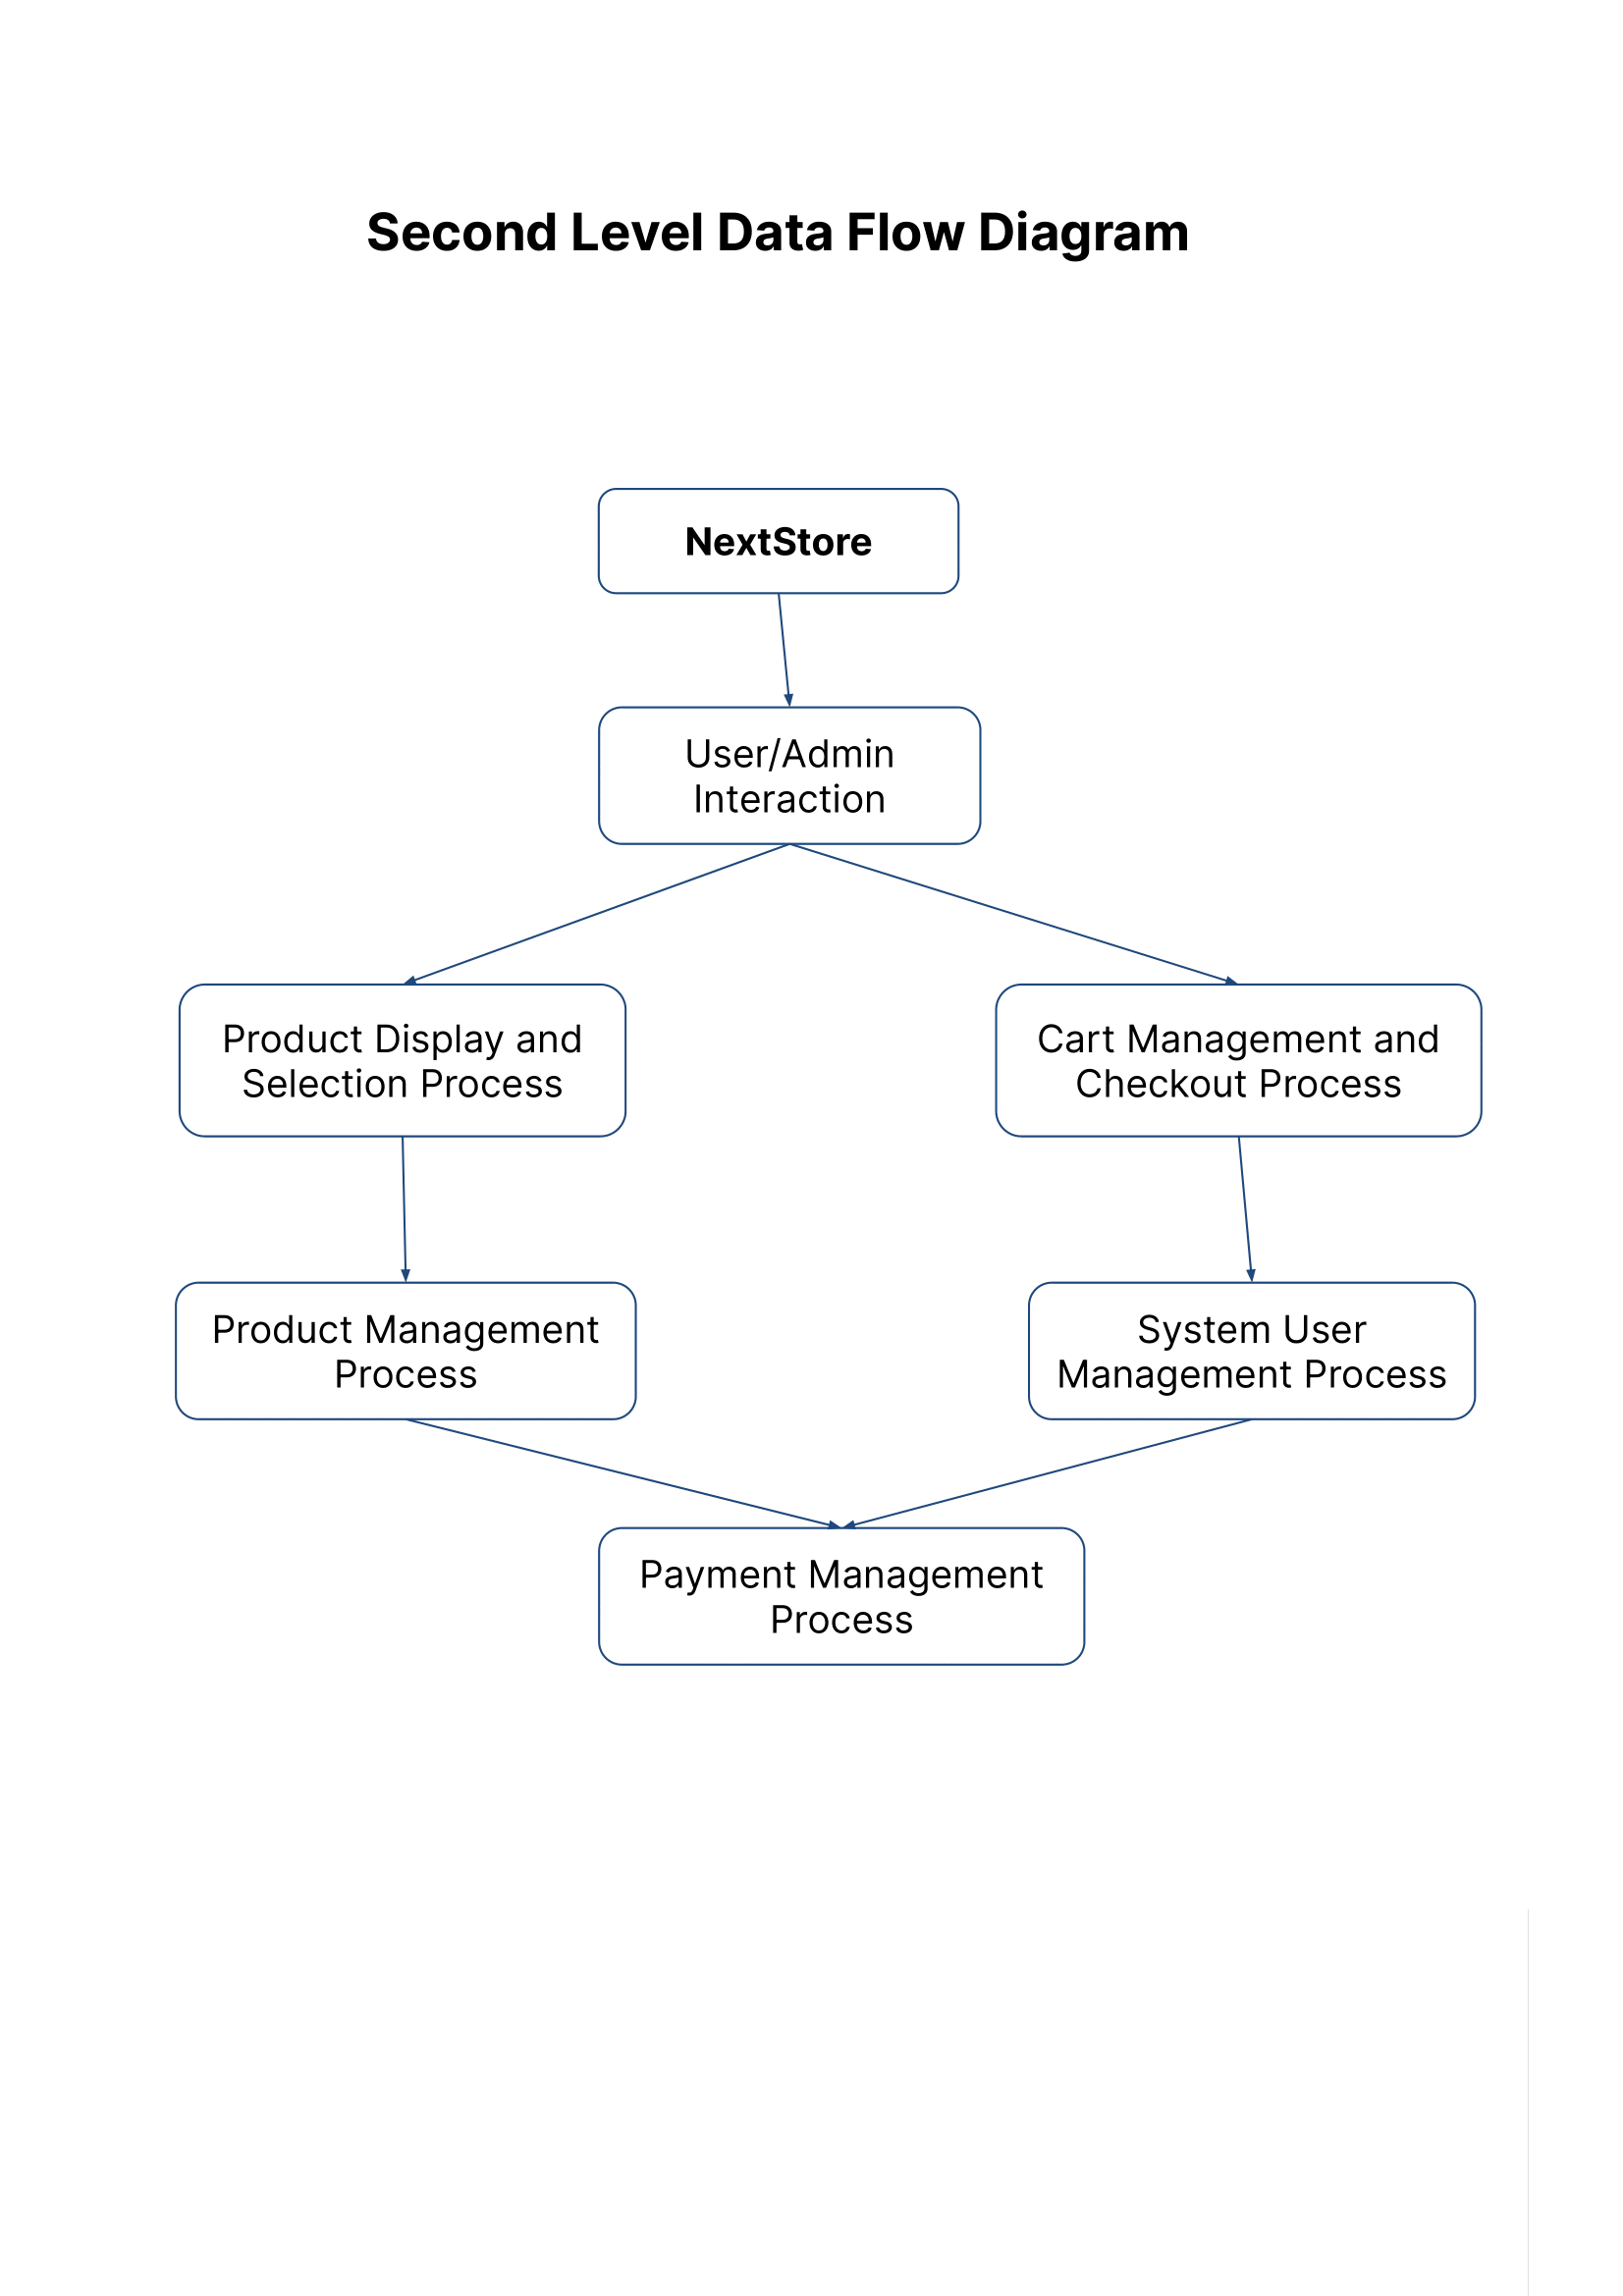 Second Level Data Flow Diagram
NextStore
User/Admin
Interaction
Product Display and
Selection Process
Cart Management and
Checkout Process
Product Management
Process
System User
Management Process
Payment Management
Process